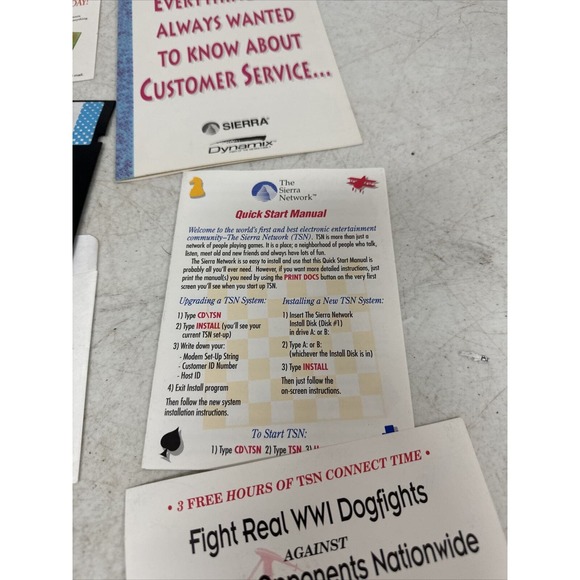 DAY!
EVERYTHING
ALWAYS WANTED
TO KNOW ABOUT
CUSTOMER SERVICE...
SIERRA
Dynamix
The
Sierra
Network™
Quick Start Manual
Welcome to the world's first and best electronic entertainment
community–The Sierra Network (TSN). TSN is more than just a
network of people playing games. It is a place; a neighborhood of people who talk,
listen, meet old and new friends and always have lots of fun.
The Sierra Network is so easy to install and use that this Quick Start Manual is
probably all you'll ever need. However, if you want more detailed instructions, just
print the manual(s) you need by using the PRINT DOCS button on the very first
screen you'll see when you start up TSN.
Upgrading a TSN System:
1) Type CD\TSN
2) Type INSTALL (you'll see your
current TSN set-up)
3) Write down your:
- Modem Set-Up String
- Customer ID Number
- Host ID
4) Exit Install program
Then follow the new system
installation instructions.
Installing a New TSN System:
1) Insert The Sierra Network
Install Disk (Disk #1)
in drive A: or B:
2) Type A: or B:
(whichever the Install Disk is in)
3) Type INSTALL
Then just follow the
on-screen instructions.
To Start TSN:
1) Type CD\TSN 2) Type TSN 3)
• 3 FREE HOURS OF TSN CONNECT TIME •
Fight Real WWI Dogfights
AGAINST
Opponents Nationwide